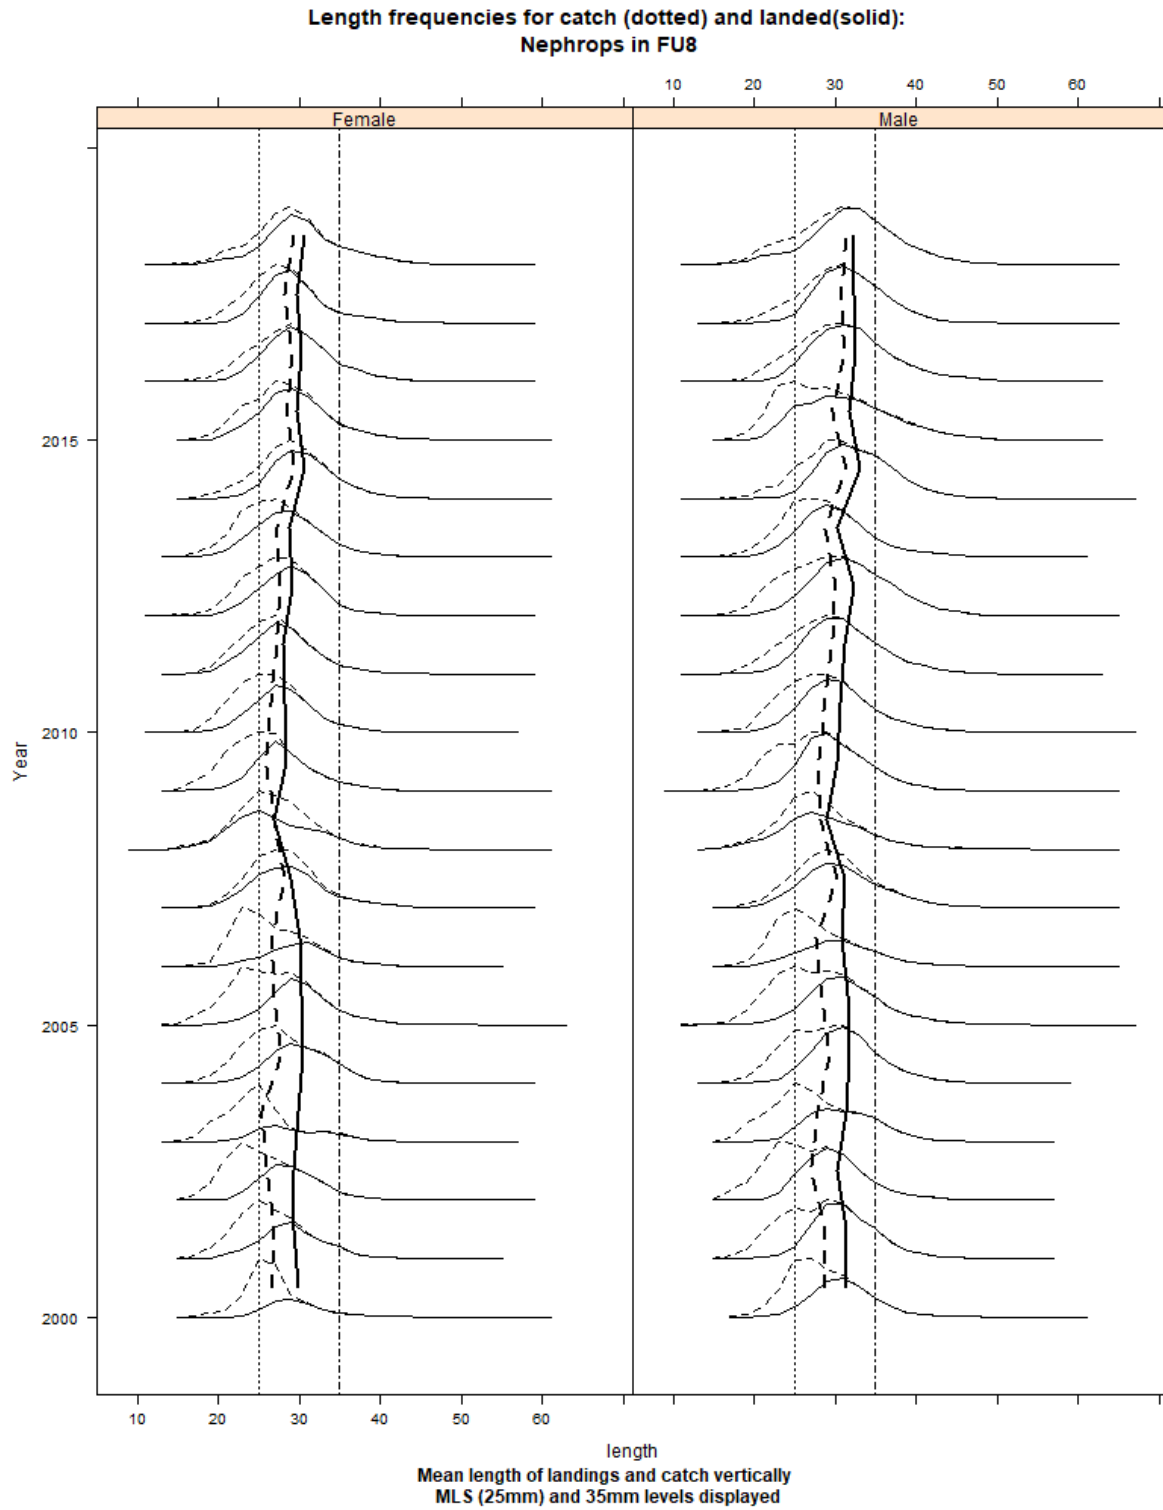 Length frequencies for catch (dotted) and landed(solid):
Nephrops in FU8
10 20 30 40 50 60
Female
Male
2015
2010
2005
2000
Year
10 20 30 40 50 60
length
Mean length of landings and catch vertically
MLS (25mm) and 35mm levels displayed